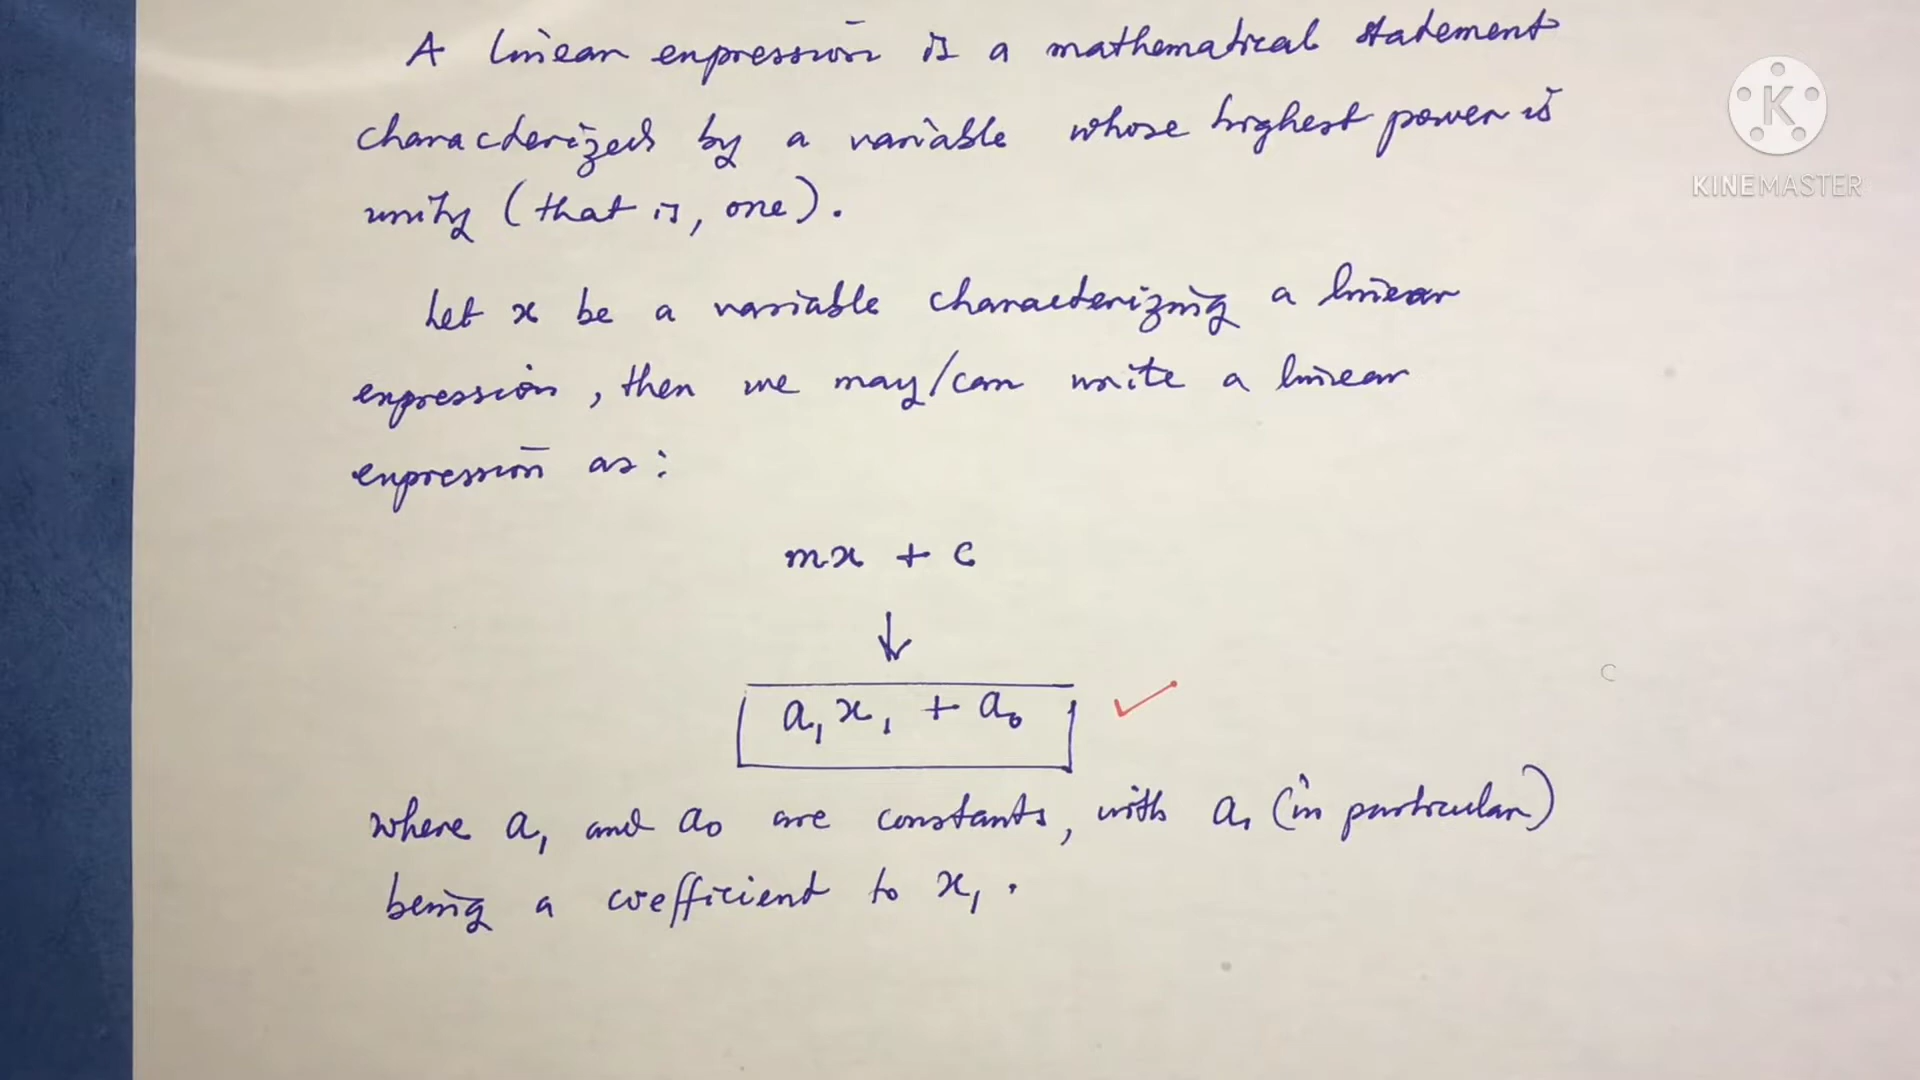 A linear expression is a mathematical statement
characterized by a variable whose highest power is
unity (that is, one).
Let x be a variable characterizing a linear
expression, then we may/can write a linear
expression as:
mx + c
↓
a₁x₁ + a₀ ✓
where a₁ and a₀ are constants, with a₁ (in particular)
being a coefficient to x₁.
K
KINEMASTER